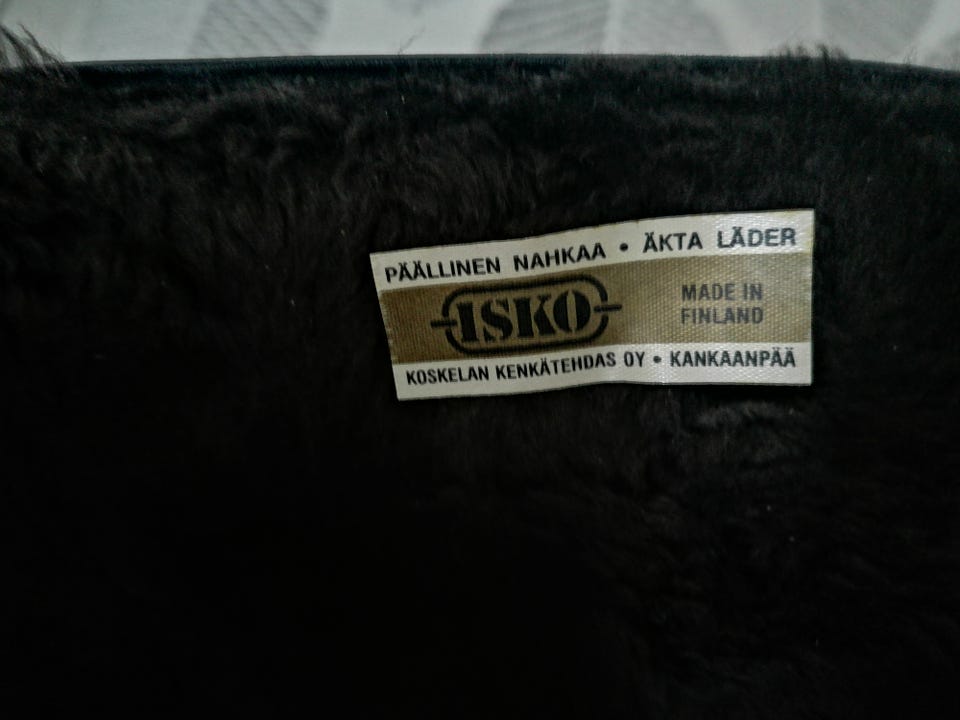 PÄÄLLINEN NAHKAA • ÄKTA LÄDER
ISKO
MADE IN
FINLAND
KOSKELAN KENKÄTEHDAS OY • KANKAANPÄÄ